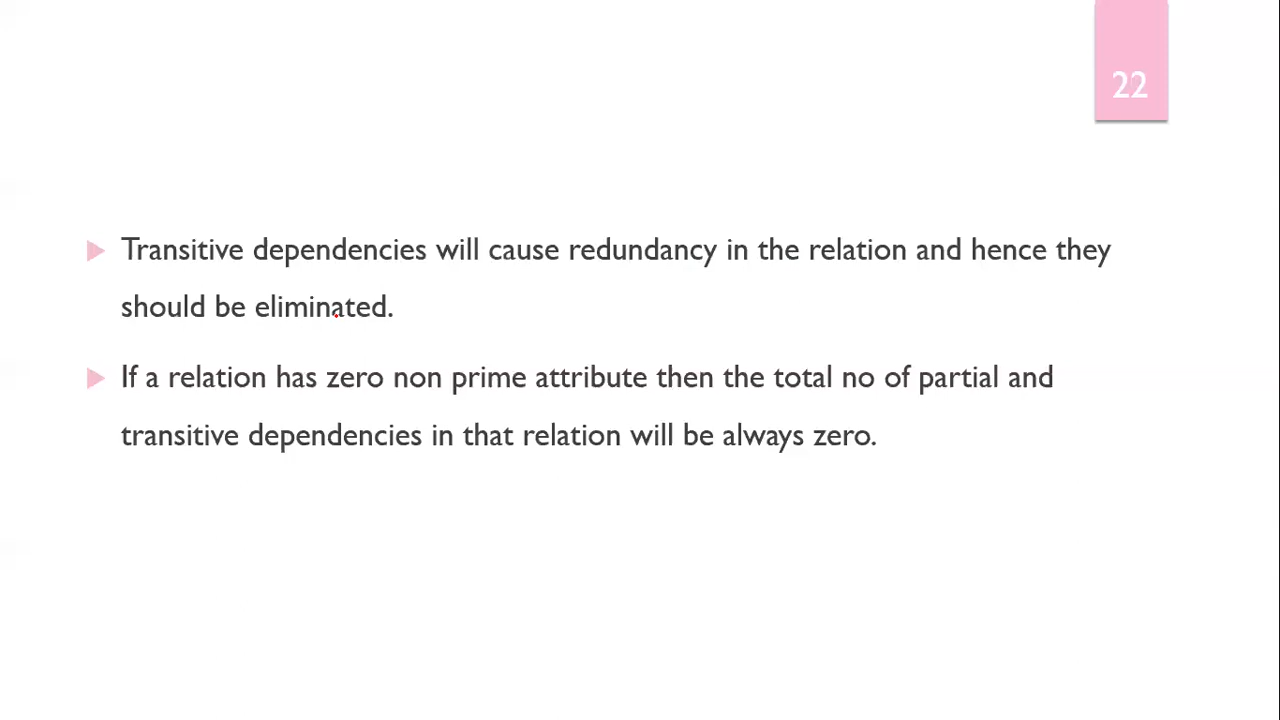 22
Transitive dependencies will cause redundancy in the relation and hence they
should be eliminated.
If a relation has zero non prime attribute then the total no of partial and
transitive dependencies in that relation will be always zero.